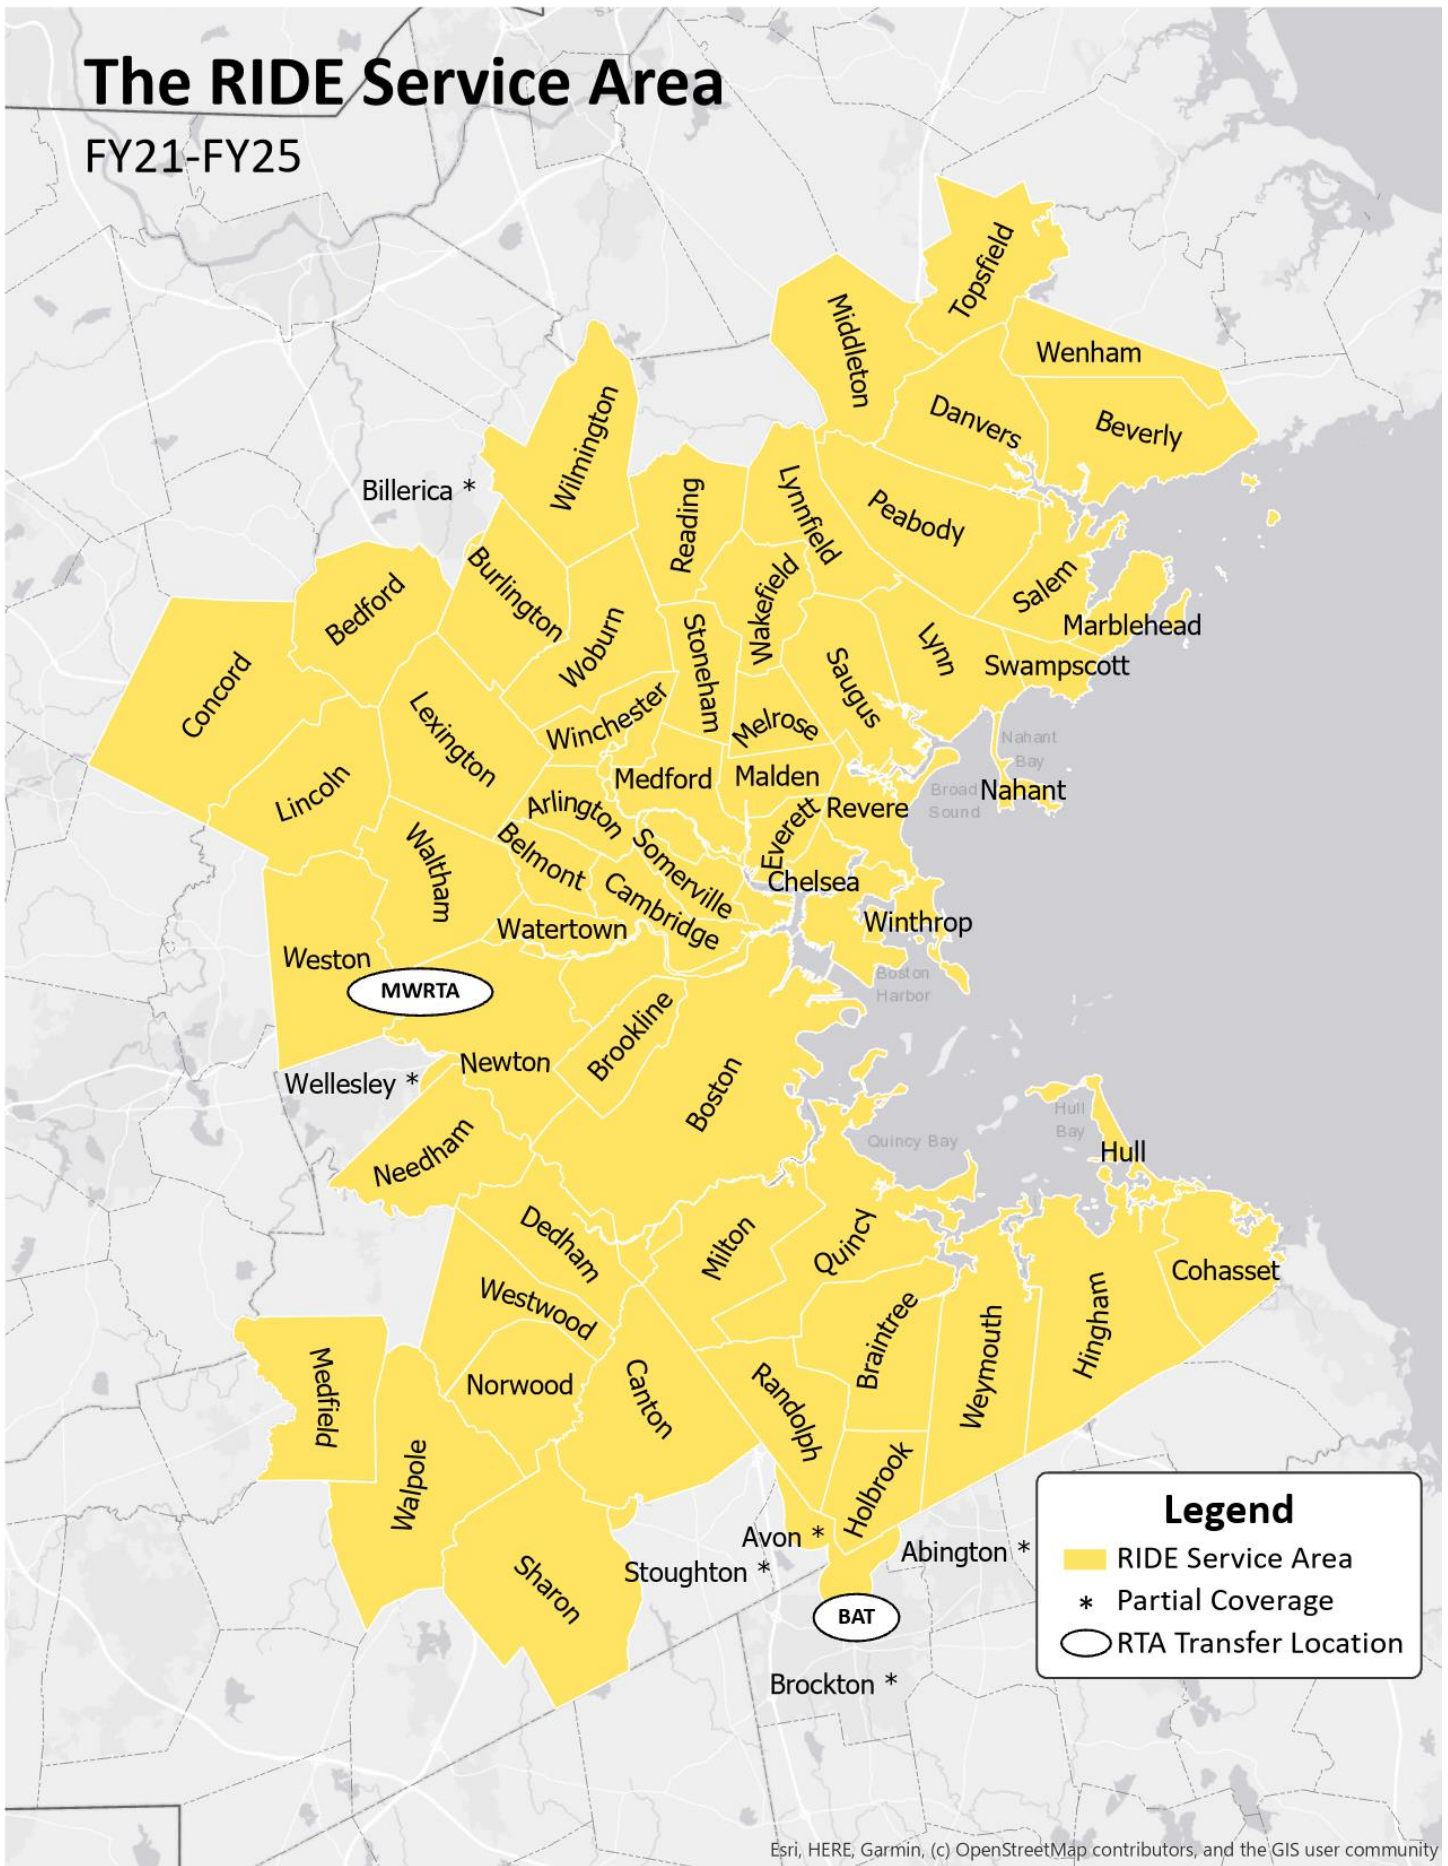 The RIDE Service Area
FY21-FY25
Topsfield
Middleton
Wenham
Danvers
Beverly
Wilmington
Billerica *
Reading
Lynnfield
Peabody
Burlington
Bedford
Wakefield
Salem
Marblehead
Woburn
Stoneham
Lynn
Swampscott
Concord
Saugus
Winchester
Melrose
Lexington
Nahant
Bay
Lincoln
Medford
Malden
Nahant
Broad
Sound
Arlington
Everett
Revere
Belmont
Somerville
Waltham
Chelsea
Cambridge
Watertown
Winthrop
Weston
MWRTA
Boston
Harbor
Brookline
Newton
Wellesley *
Boston
Hull
Bay
Quincy Bay
Hull
Needham
Dedham
Milton
Quincy
Cohasset
Westwood
Hingham
Braintree
Weymouth
Medfield
Norwood
Canton
Randolph
Walpole
Holbrook
Avon *
Abington *
Stoughton *
Sharon
BAT
Brockton *
Legend
RIDE Service Area
* Partial Coverage
RTA Transfer Location
Esri, HERE, Garmin, (c) OpenStreetMap contributors, and the GIS user community